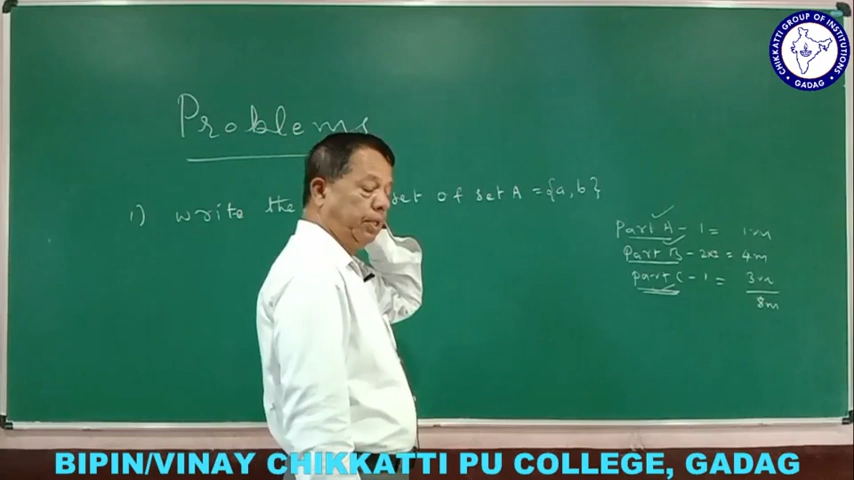 Problems
1) write the set of set A = {a, b}
Part A - 1 = 1m
Part B - 2x2 = 4m
part C - 1 = 3m
8m
CHIKKATTI GROUP OF INSTITUTIONS
GADAG
BIPIN/VINAY CHIKKATTI PU COLLEGE, GADAG